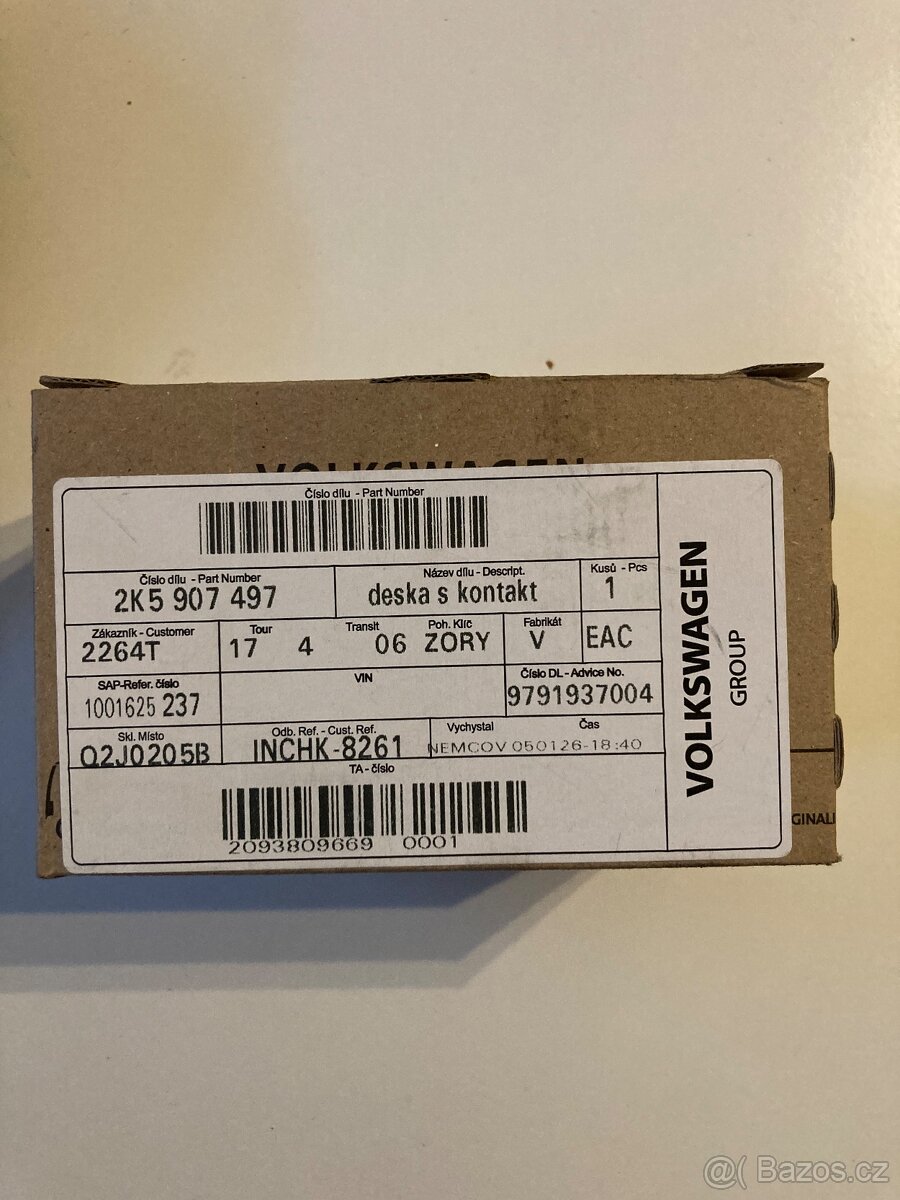 VOLKSWAGEN
Číslo dílu - Part Number
Číslo dílu - Part Number
2K5 907 497
Název dílu - Descript.
deska s kontakt
Kusů - Pcs
1
Zákazník - Customer
2264T
Tour
17 4
Transit
06
Poh. Klíč
ZORY
Fabrikát
V
EAC
SAP-Refer. číslo
1001625 237
VIN
Číslo DL - Advice No.
9791937004
Skl. Místo
Q2J0205B
Odb. Ref. - Cust. Ref.
INCHK-8261
Vychystal
Čas
NEMCOV 050126-18:40
TA - číslo
2093809669 0001
VOLKSWAGEN
GROUP
@( Bazos.cz